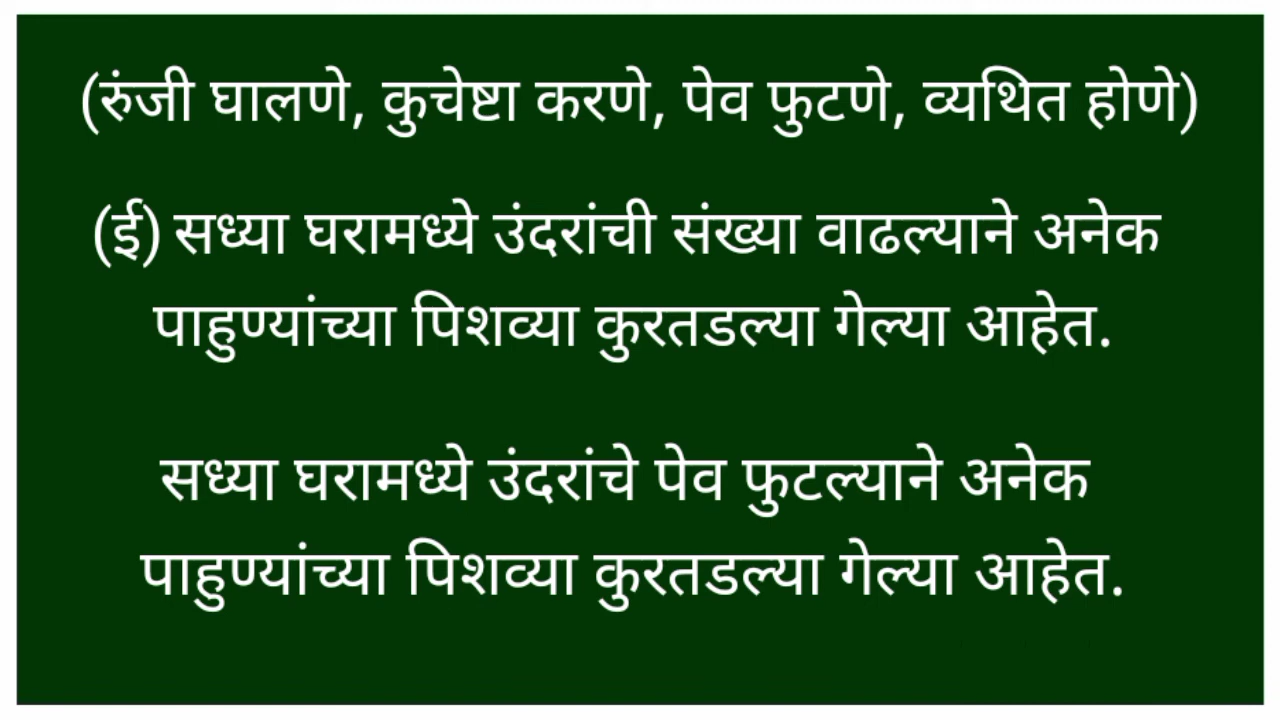 (रुंजी घालणे, कुचेष्टा करणे, पेव फुटणे, व्यथित होणे)
(ई) सध्या घरामध्ये उंदरांची संख्या वाढल्याने अनेक
पाहुण्यांच्या पिशव्या कुरतडल्या गेल्या आहेत.
सध्या घरामध्ये उंदरांचे पेव फुटल्याने अनेक
पाहुण्यांच्या पिशव्या कुरतडल्या गेल्या आहेत.